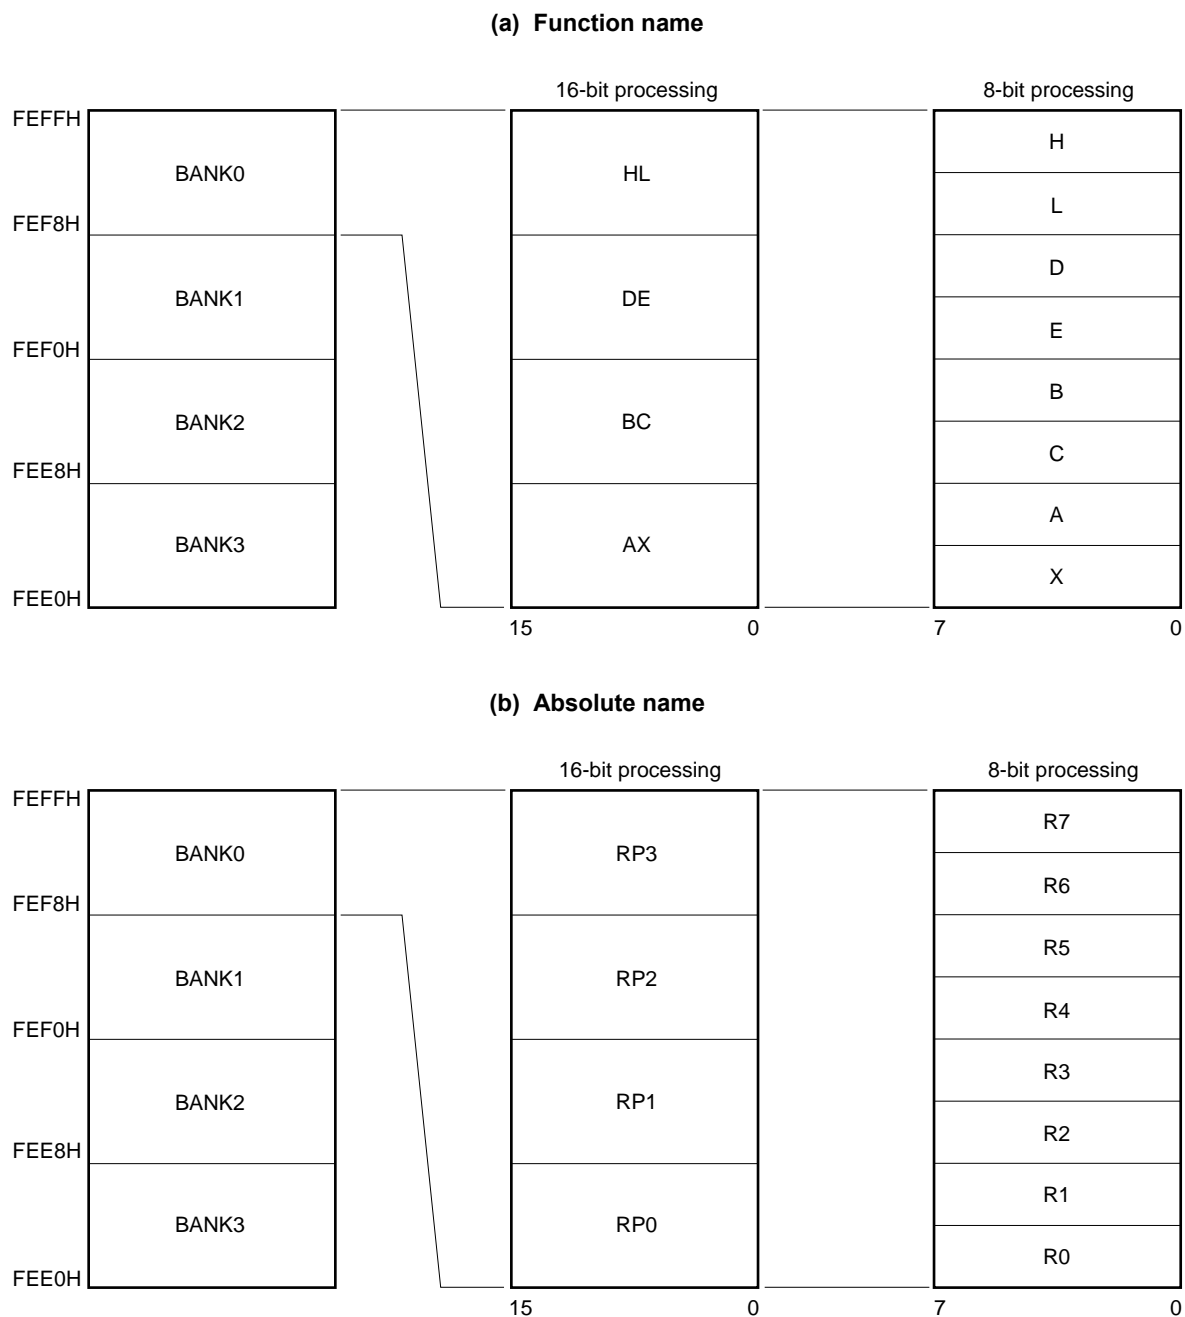 (a) Function name
16-bit processing
8-bit processing
FEFFH
BANK0
HL
H
L
FEF8H
BANK1
DE
D
E
FEF0H
BANK2
BC
B
C
FEE8H
BANK3
AX
A
X
FEE0H
15 0
7 0
(b) Absolute name
16-bit processing
8-bit processing
FEFFH
BANK0
RP3
R7
R6
FEF8H
BANK1
RP2
R5
R4
FEF0H
BANK2
RP1
R3
R2
FEE8H
BANK3
RP0
R1
R0
FEE0H
15 0
7 0